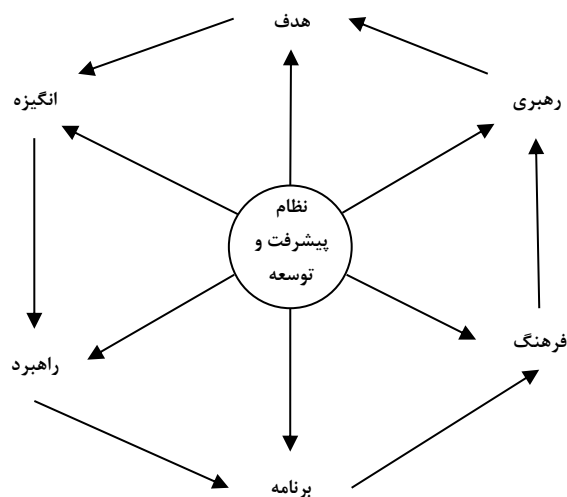 هدف
رهبری
انگیزه
نظام
پیشرفت و
توسعه
فرهنگ
راهبرد
برنامه